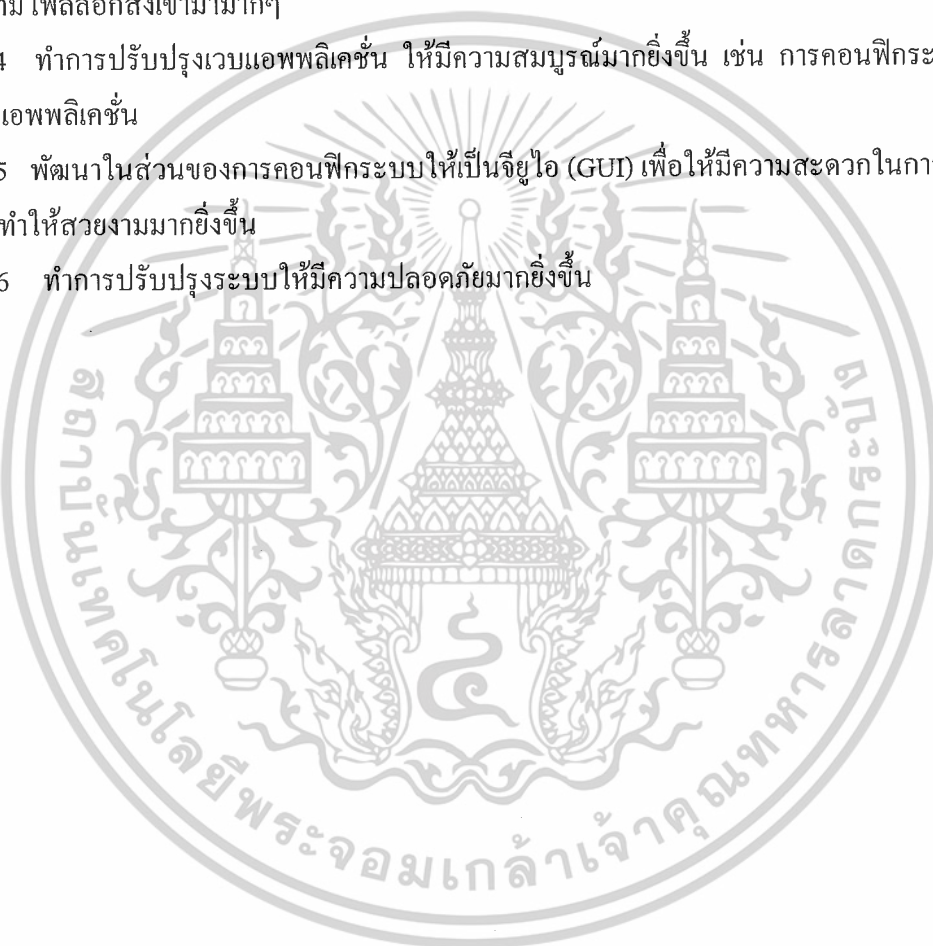 ไฟล์ล็อกส่งเข้ามามากๆ
4 ทำการปรับปรุงเวบแอพพลิเคชั่น ให้มีความสมบูรณ์มากยิ่งขึ้น เช่น การคอนฟิกระ
แอพพลิเคชั่น
5 พัฒนาในส่วนของการคอนฟิกระบบให้เป็นจียูไอ (GUI) เพื่อให้มีความสะดวกในกา
ทำให้สวยงามมากยิ่งขึ้น
6 ทำการปรับปรุงระบบให้มีความปลอดภัยมากยิ่งขึ้น
สถาบันเทคโนโลยีพระจอมเกล้าเจ้าคุณทหารลาดกระบัง
๔